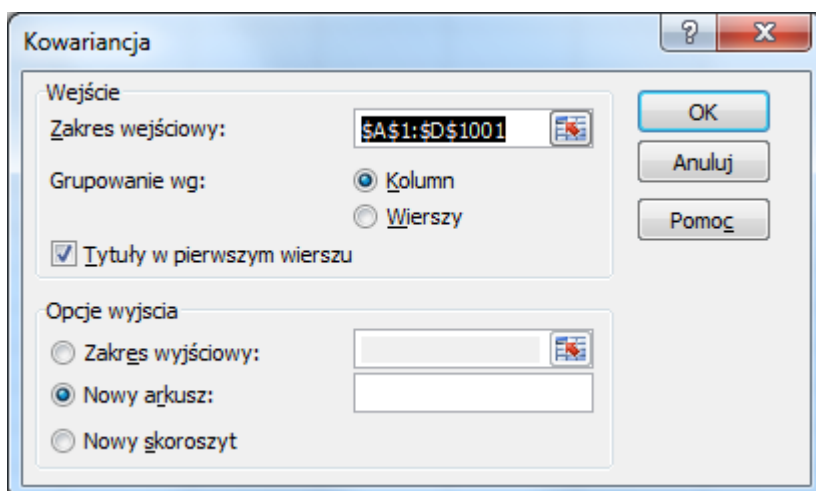 Kowariancja
Wejście
Zakres wejściowy: $A$1:$D$1001
Grupowanie wg: Kolumn
Wierszy
Tytuły w pierwszym wierszu
OK
Anuluj
Pomoc
Opcje wyjscia
Zakres wyjściowy:
Nowy arkusz:
Nowy skoroszyt